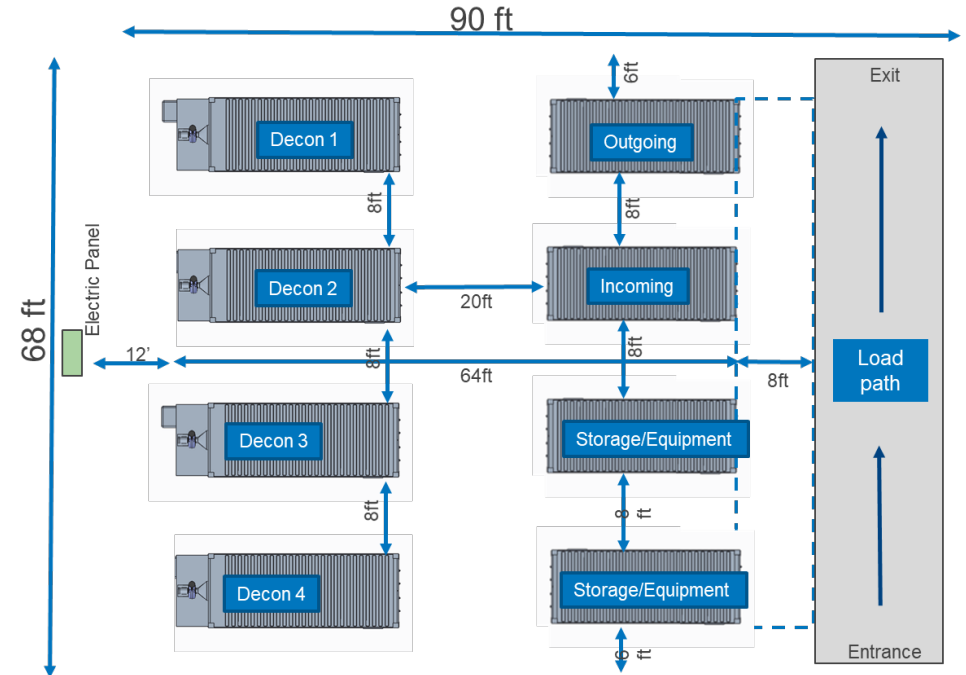 90 ft
6ft
Exit
Decon 1
Outgoing
8ft
8ft
Electric Panel
Decon 2
Incoming
20ft
68 ft
12’
8ft
8ft
64ft
8ft
Load
path
Decon 3
Storage/Equipment
8ft
8
ft
Decon 4
Storage/Equipment
6
ft
Entrance